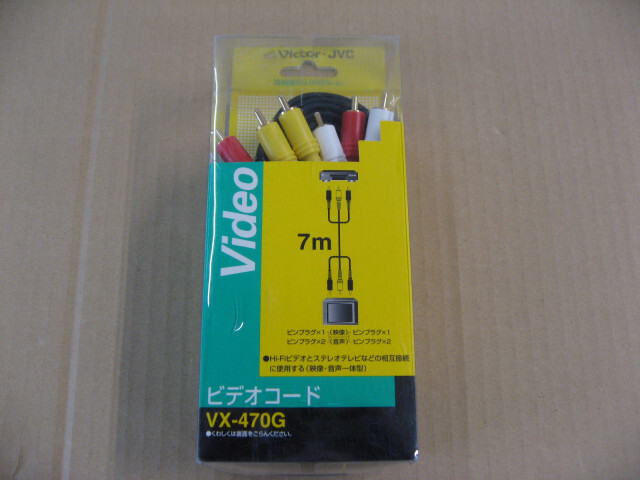 Victor・JVC
Video
7m
ピンプラグ×1-(映像)-ピンプラグ×1
ピンプラグ×2-(音声)-ピンプラグ×2
●Hi-Fiビデオとステレオテレビなどの相互接続
に使用する(映像・音声一体型)
ビデオコード
VX-470G
●くわしくは裏面をごらんください。